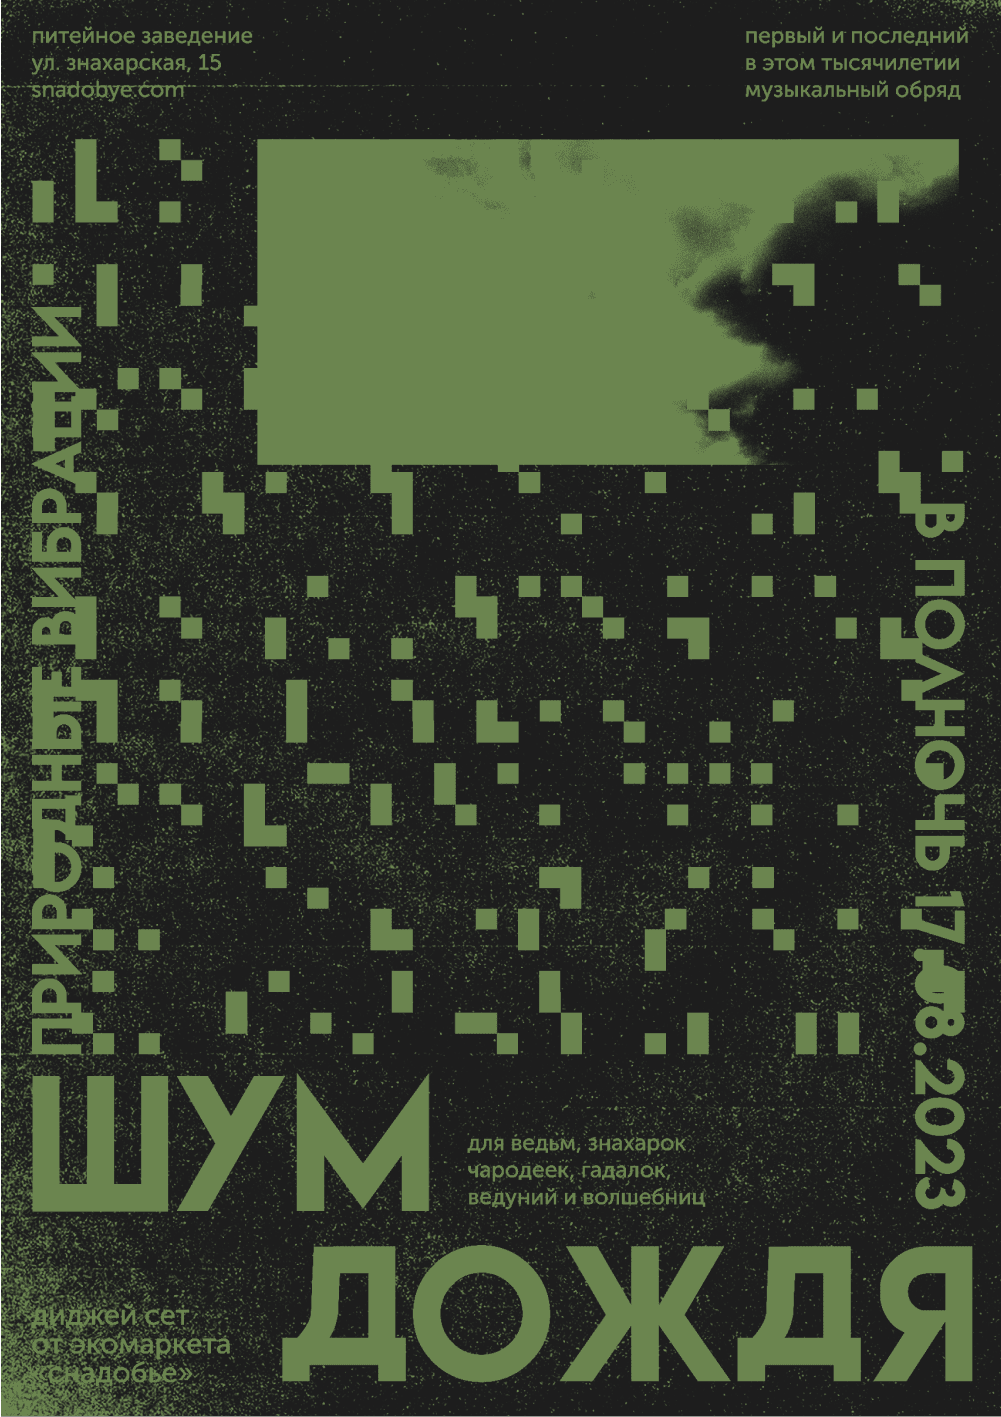 питейное заведение
ул. знахарская, 15
snadobye.com
первый и последний
в этом тысячилетии
музыкальный обряд
ПРИРОДНЫЕ ВИБРАЦИИ
В ПОЛНОЧЬ 17.08.2023
ШУМ
для ведьм, знахарок
чародеек, гадалок,
ведуний и волшебниц
ДОЖДЯ
диджей сет
от экомаркета
«снадобье»